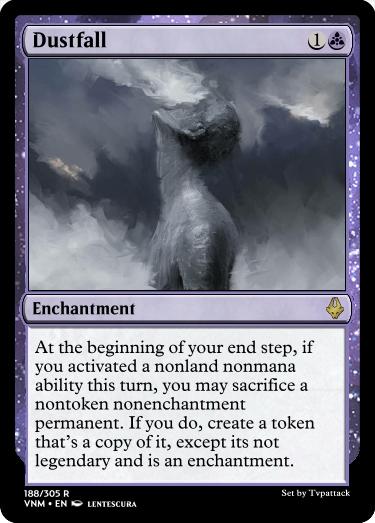 Dustfall
1
Enchantment
At the beginning of your end step, if
you activated a nonland nonmana
ability this turn, you may sacrifice a
nontoken nonenchantment
permanent. If you do, create a token
that's a copy of it, except its not
legendary and is an enchantment.
188/305 R
Set by Tvpattack
VNM • EN LENTESCURA